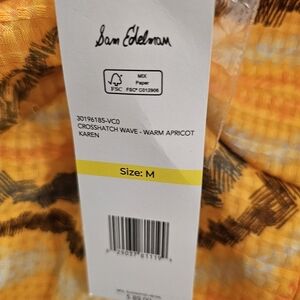 Sam Edelman
MIX
Paper
FSC
FSC® C012906
30196185-VC0
CROSSHATCH WAVE - WARM APRICOT
KAREN
Size: M